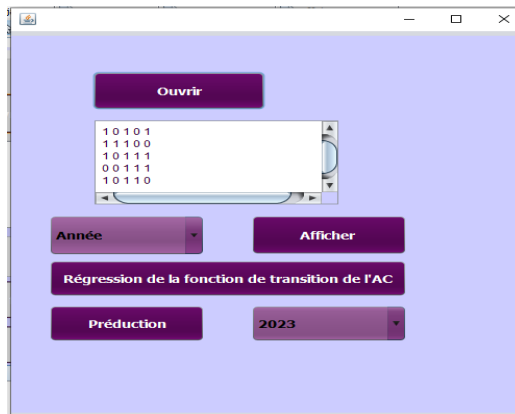 Ouvrir
1 0 1 0 1
1 1 1 0 0
1 0 1 1 1
0 0 1 1 1
1 0 1 1 0
Année
Afficher
Régression de la fonction de transition de l'AC
Préduction
2023